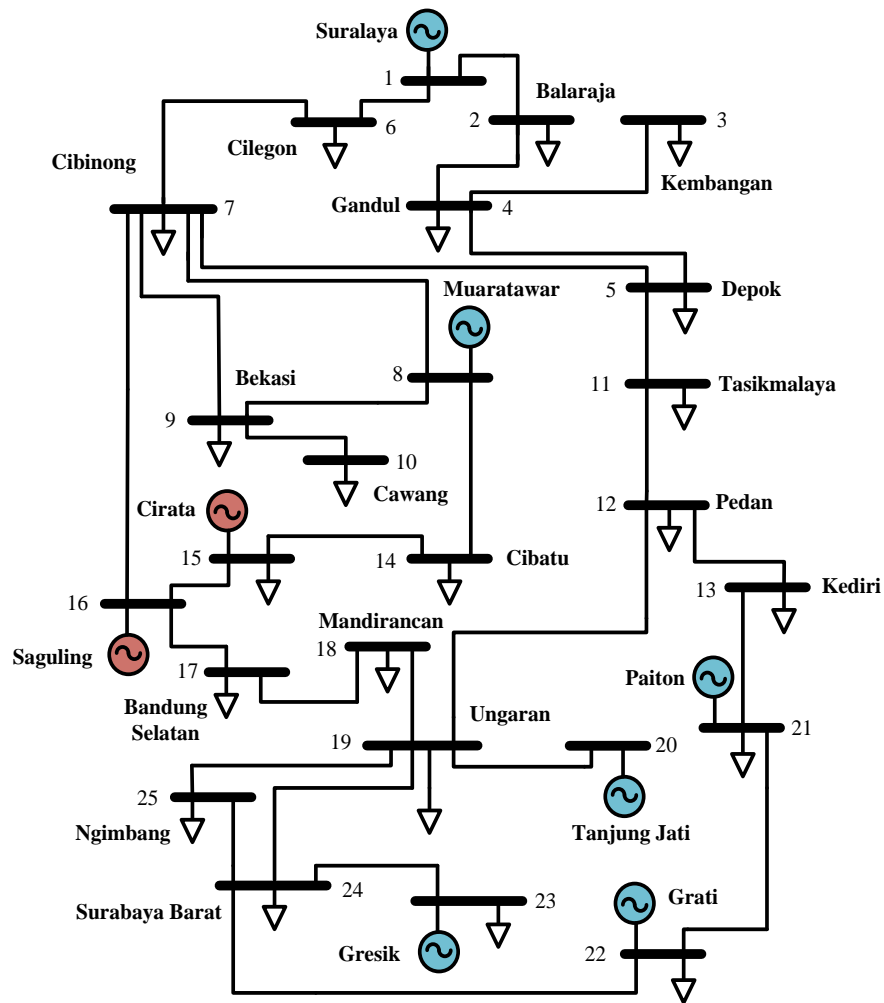 Suralaya
1
Balaraja
2
3
6
Cilegon
Cibinong
Kembangan
Gandul
4
7
Muaratawar
5
Depok
Bekasi
8
11
Tasikmalaya
9
10
Cawang
Cirata
12
Pedan
15
14
Cibatu
13
Kediri
16
Mandirancan
18
Saguling
17
Paiton
Bandung
Selatan
Ungaran
21
19
20
25
Ngimbang
Tanjung Jati
24
Surabaya Barat
23
Grati
Gresik
22